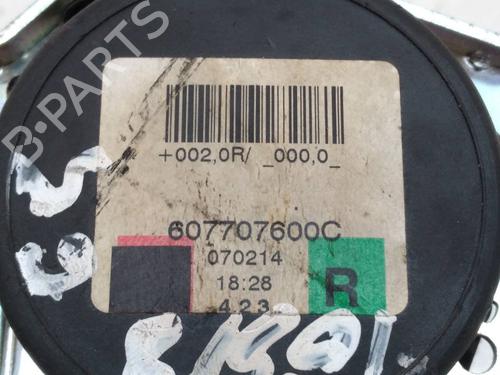 B-PARTS
+002,0R/ _000,0_
607707600C
070214
18:28
R
4.2.3